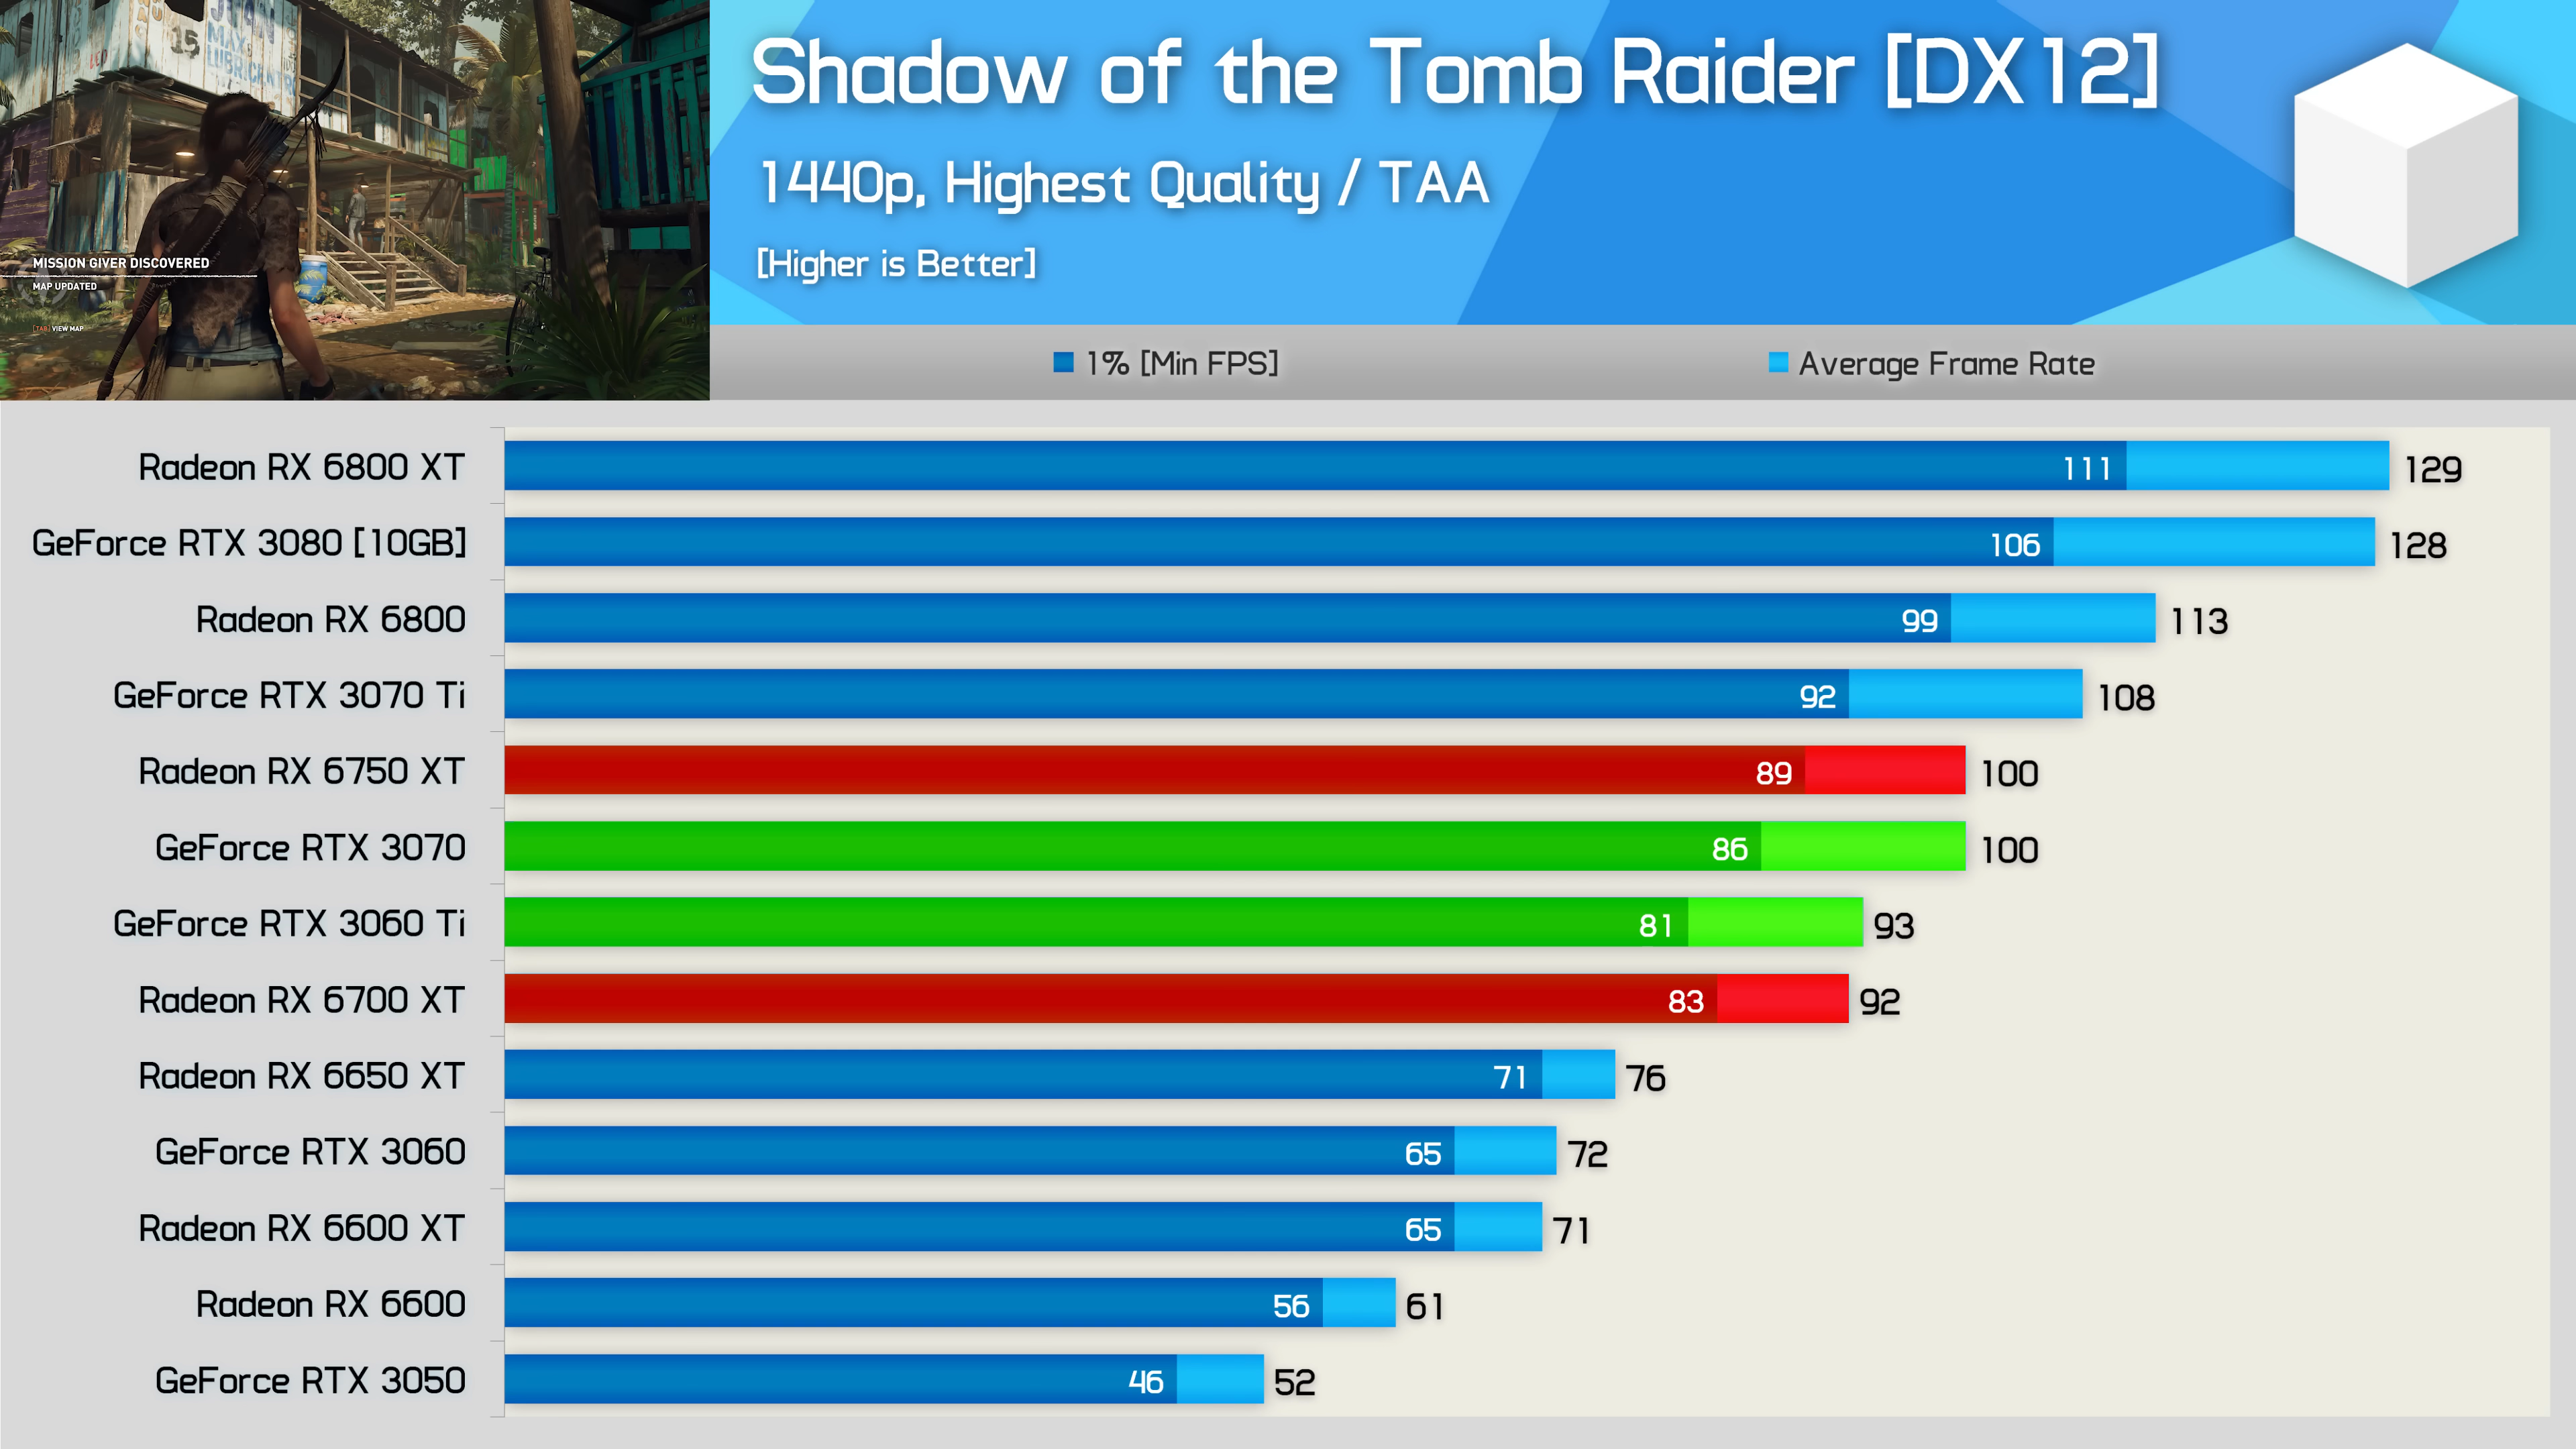 Shadow of the Tomb Raider [DX12]
1440p, Highest Quality / TAA
[Higher is Better]
15
MAX
LUBRICANT
MISSION GIVER DISCOVERED
MAP UPDATED
[TAB] VIEW MAP
1% [Min FPS]
Average Frame Rate
Radeon RX 6800 XT 111 129
GeForce RTX 3080 [10GB] 106 128
Radeon RX 6800 99 113
GeForce RTX 3070 Ti 92 108
Radeon RX 6750 XT 89 100
GeForce RTX 3070 86 100
GeForce RTX 3060 Ti 81 93
Radeon RX 6700 XT 83 92
Radeon RX 6650 XT 71 76
GeForce RTX 3060 65 72
Radeon RX 6600 XT 65 71
Radeon RX 6600 56 61
GeForce RTX 3050 46 52